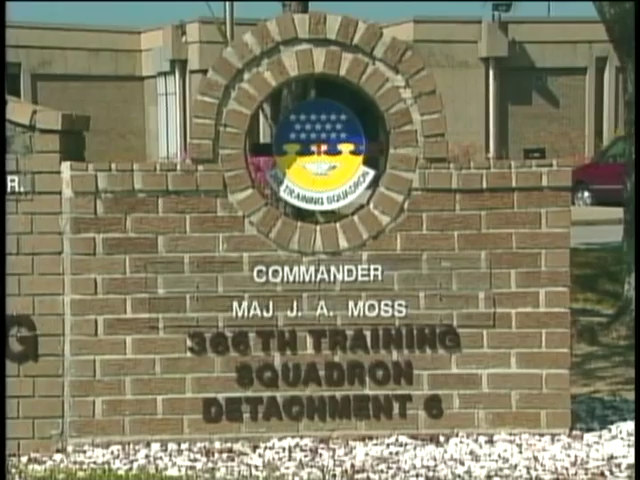 TRAINING SQUADRON
COMMANDER
MAJ J. A. MOSS
366TH TRAINING
SQUADRON
DETACHMENT 6
R.
G